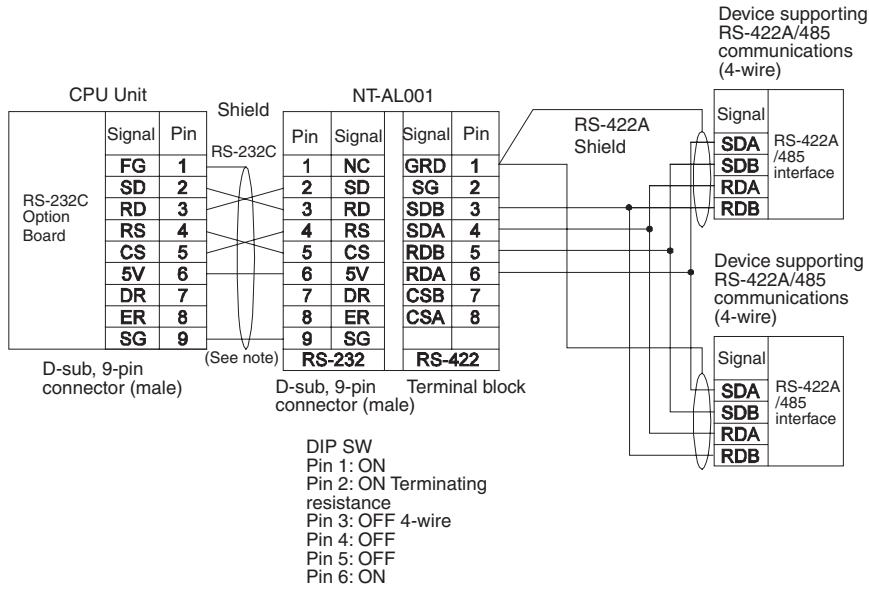 Device supporting
RS-422A/485
communications
(4-wire)
CPU Unit
Shield
RS-232C
NT-AL001
RS-422A
Shield
RS-232C
Option
Board
Signal Pin
FG 1
SD 2
RD 3
RS 4
CS 5
5V 6
DR 7
ER 8
SG 9
D-sub, 9-pin
connector (male)
(See note)
Pin Signal Signal Pin
1 NC GRD 1
2 SD SG 2
3 RD SDB 3
4 RS SDA 4
5 CS RDB 5
6 5V RDA 6
7 DR CSB 7
8 ER CSA 8
9 SG
RS-232 RS-422
D-sub, 9-pin
connector (male)
Terminal block
Signal
SDA
SDB
RDA
RDB
RS-422A
/485
interface
Device supporting
RS-422A/485
communications
(4-wire)
Signal
SDA
SDB
RDA
RDB
RS-422A
/485
interface
DIP SW
Pin 1: ON
Pin 2: ON Terminating
resistance
Pin 3: OFF 4-wire
Pin 4: OFF
Pin 5: OFF
Pin 6: ON